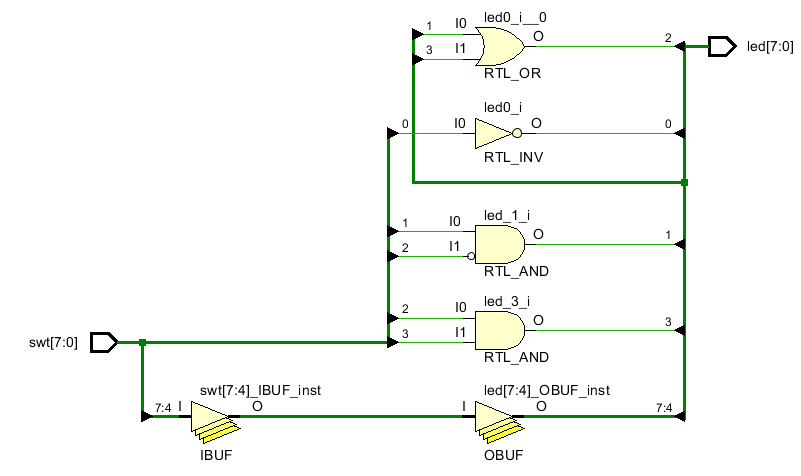 led0_i__0
1 I0 O 2 led[7:0]
3 I1
RTL_OR
led0_i
0 I0 O 0
RTL_INV
led_1_i
1 I0 O 1
2 I1
RTL_AND
led_3_i
2 I0 O 3
3 I1
RTL_AND
swt[7:0]
swt[7:4]_IBUF_inst led[7:4]_OBUF_inst
7:4 I O I O 7:4
IBUF OBUF